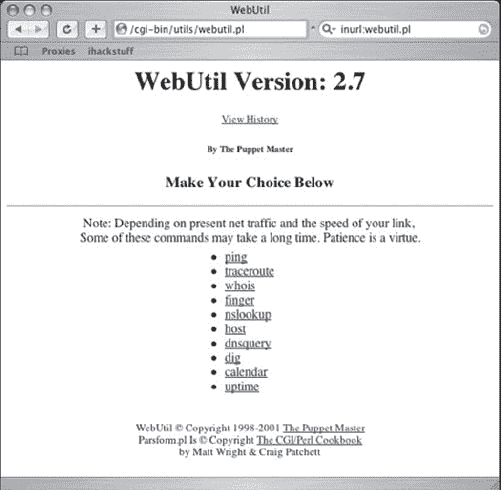 WebUtil
/cgi-bin/utils/webutil.pl
inurl:webutil.pl
Proxies ihackstuff
WebUtil Version: 2.7
View History
By The Puppet Master
Make Your Choice Below
Note: Depending on present net traffic and the speed of your link,
Some of these commands may take a long time. Patience is a virtue.
ping
traceroute
whois
finger
nslookup
host
dnsquery
dig
calendar
uptime
WebUtil © Copyright 1998-2001 The Puppet Master
Parsform.pl Is © Copyright The CGI/Perl Cookbook
by Matt Wright & Craig Patchett